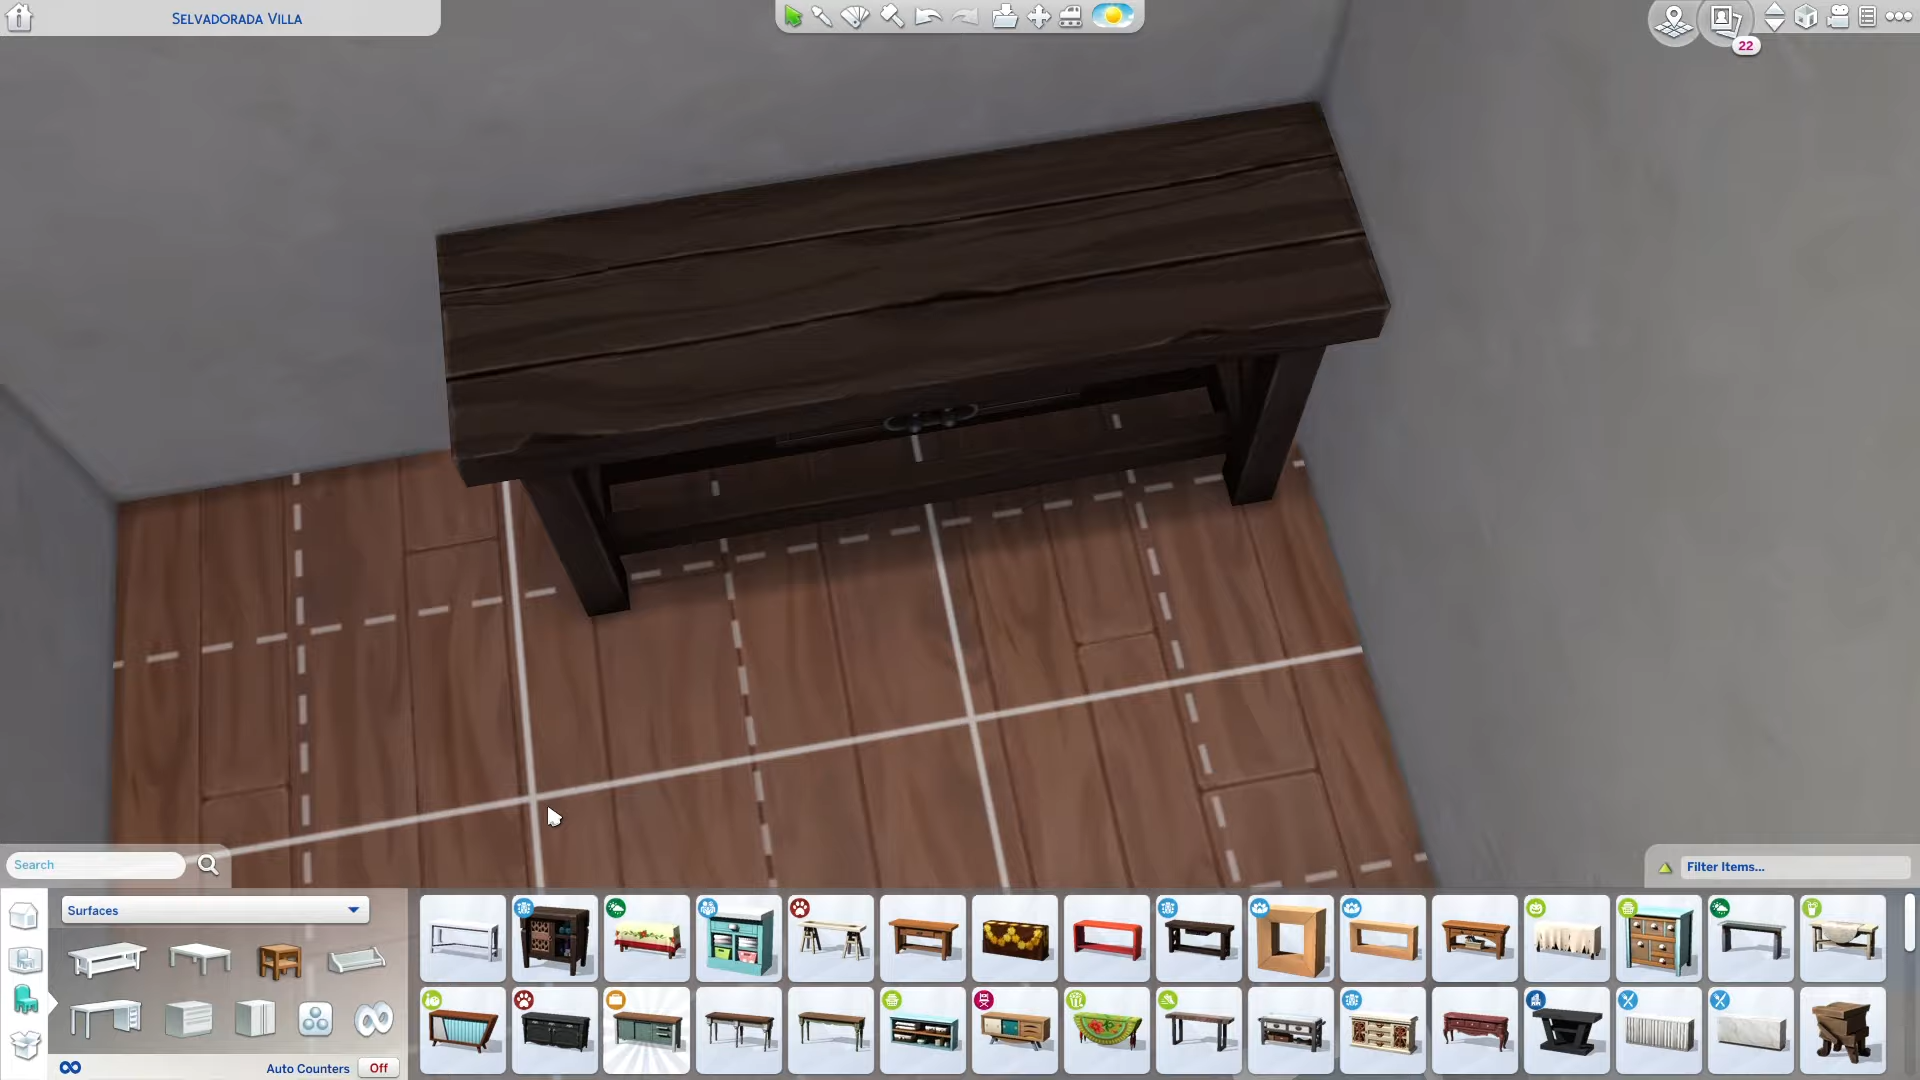 Selvadorada Villa
22
Search
Filter Items...
Surfaces
Auto Counters Off